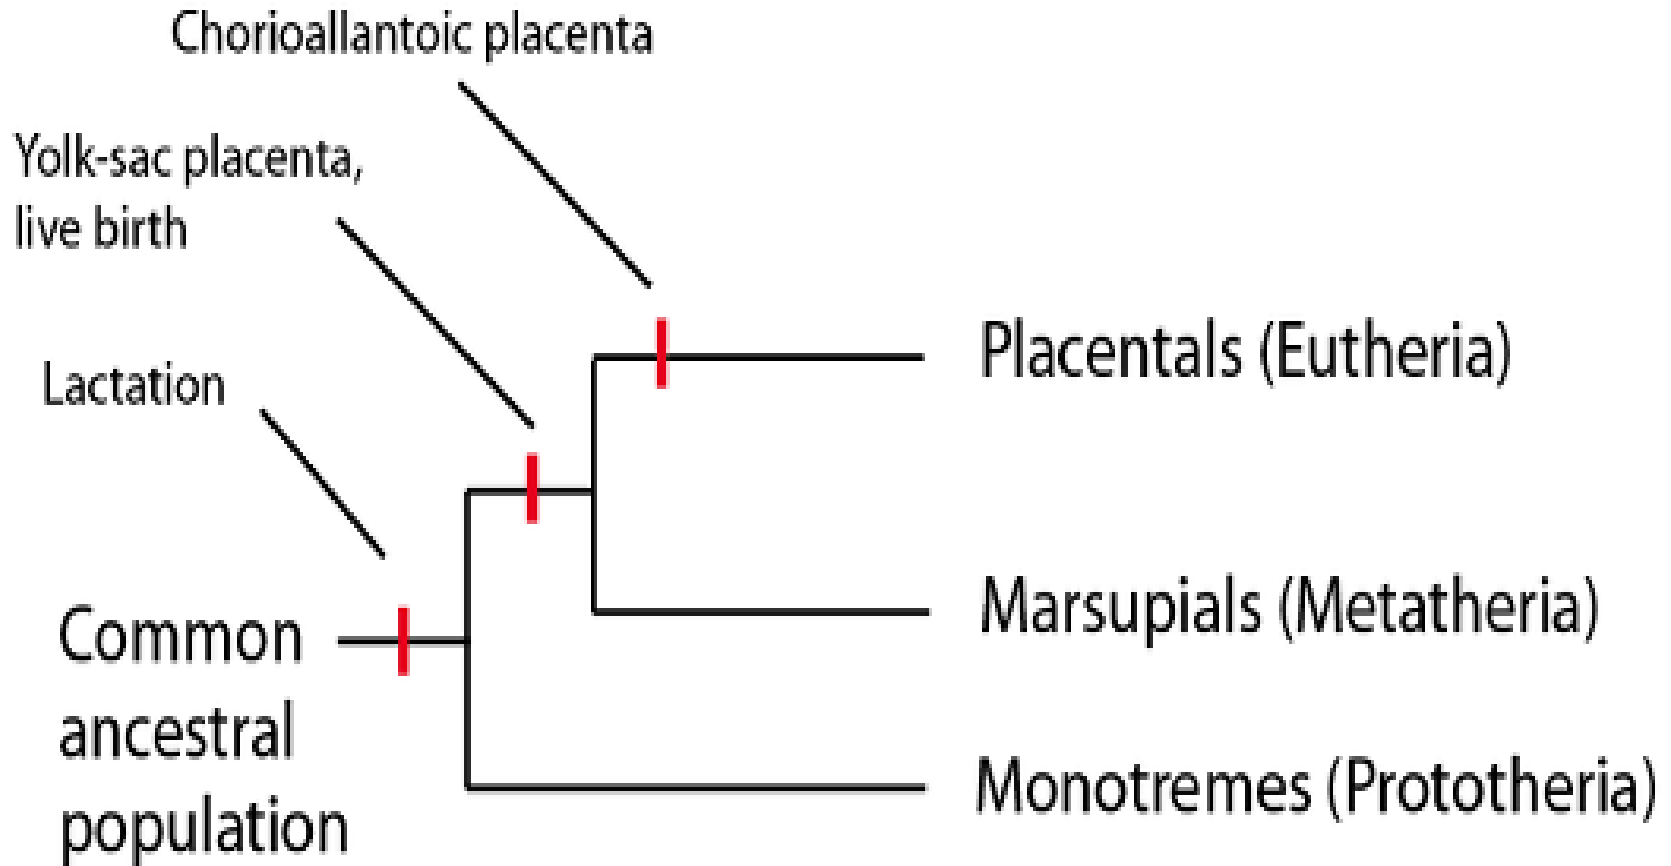 Chorioallantoic placenta
Yolk-sac placenta,
live birth
Placentals (Eutheria)
Lactation
Marsupials (Metatheria)
Common
ancestral
population
Monotremes (Prototheria)